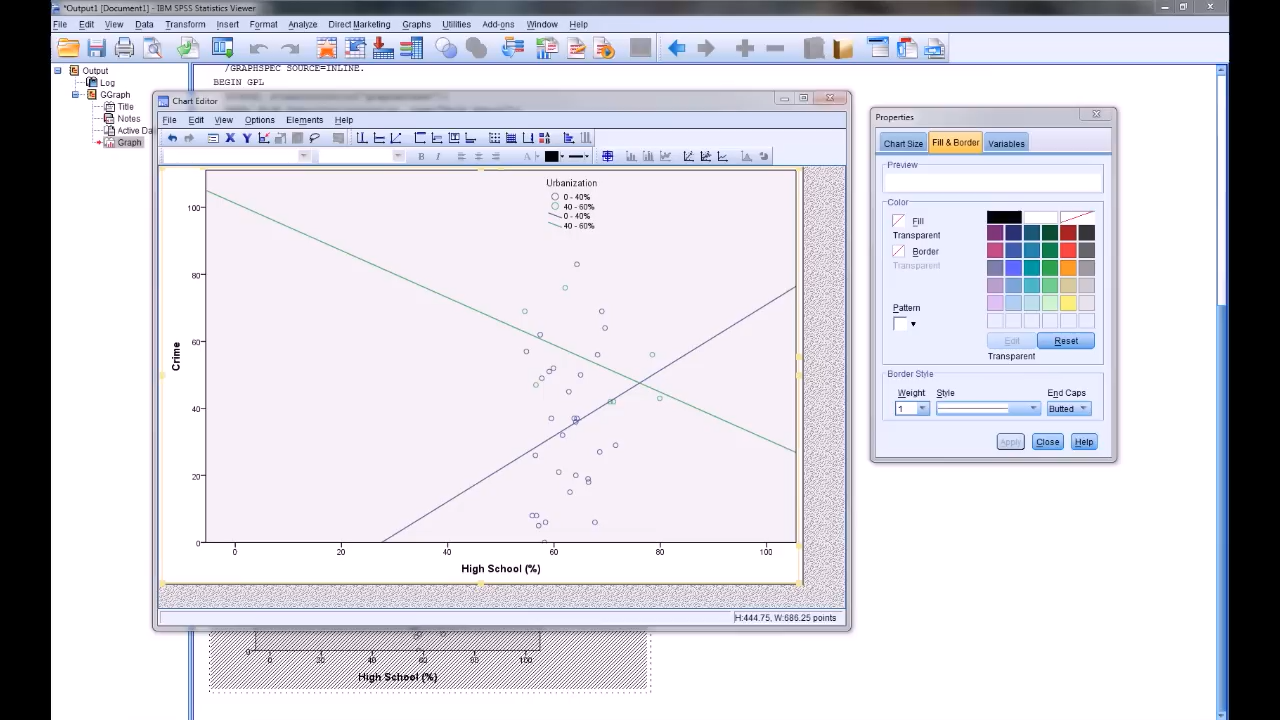 *Output1 [Document1] - IBM SPSS Statistics Viewer
File Edit View Data Transform Insert Format Analyze Direct Marketing Graphs Utilities Add-ons Window Help
Output
Log
GGraph
Title
Notes
Active Da
Graph
/GRAPHSPEC SOURCE=INLINE.
BEGIN GPL
Chart Editor
File Edit View Options Elements Help
B I
A
X Y
Urbanization
0 - 40%
40 - 60%
0 - 40%
40 - 60%
Crime
100
80
60
40
20
0
0 20 40 60 80 100
High School (%)
H:444.75, W:686.25 points
0
0 20 40 60 80 100
High School (%)
Properties
Chart Size Fill & Border Variables
Preview
Color
Fill
Transparent
Border
Transparent
Pattern
Edit Reset
Transparent
Border Style
Weight Style End Caps
1 Butted
Apply Close Help